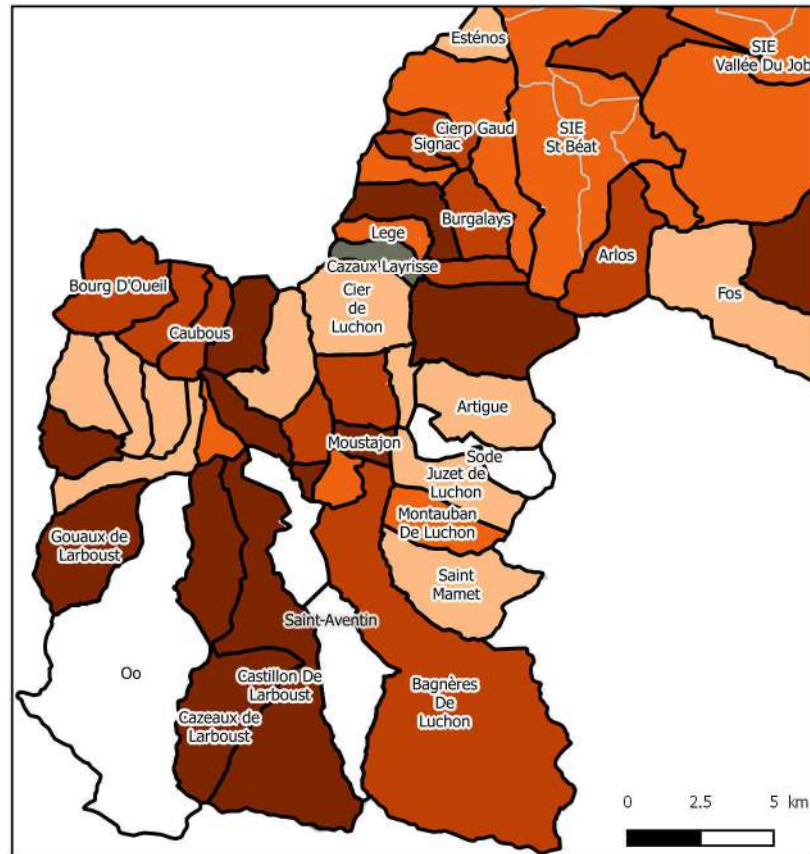 Esténos
SIE
Vallée Du Job
Cierp Gaud
SIE
St Béat
Signac
Burgalays
Lege
Arlos
Cazaux Layrisse
Bourg D'Oueil
Cier
de
Luchon
Fos
Caubous
Artigue
Moustajon
Sode
Juzet de
Luchon
Montauban
De Luchon
Gouaux de
Larboust
Saint
Mamet
Saint-Aventin
Oo
Castillon De
Larboust
Bagnères
De
Luchon
Cazeaux de
Larboust
0 2.5 5 km